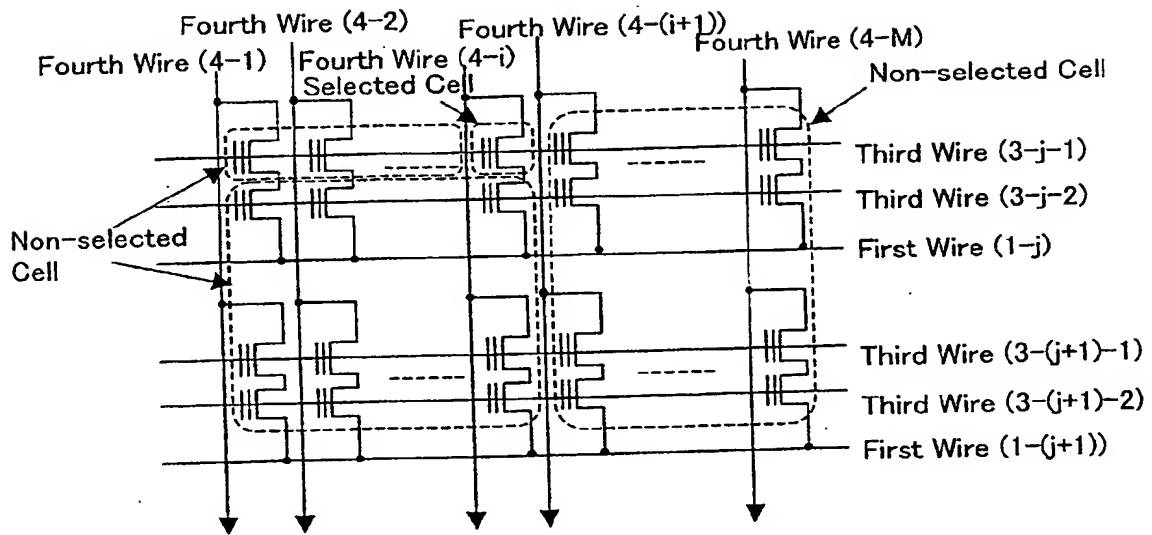 Fourth Wire (4-2)
Fourth Wire (4-(i+1))
Fourth Wire (4-M)
Fourth Wire (4-1)
Fourth Wire (4-i)
Selected Cell
Non-selected Cell
Third Wire (3-j-1)
Third Wire (3-j-2)
Non-selected
Cell
First Wire (1-j)
Third Wire (3-(j+1)-1)
Third Wire (3-(j+1)-2)
First Wire (1-(j+1))